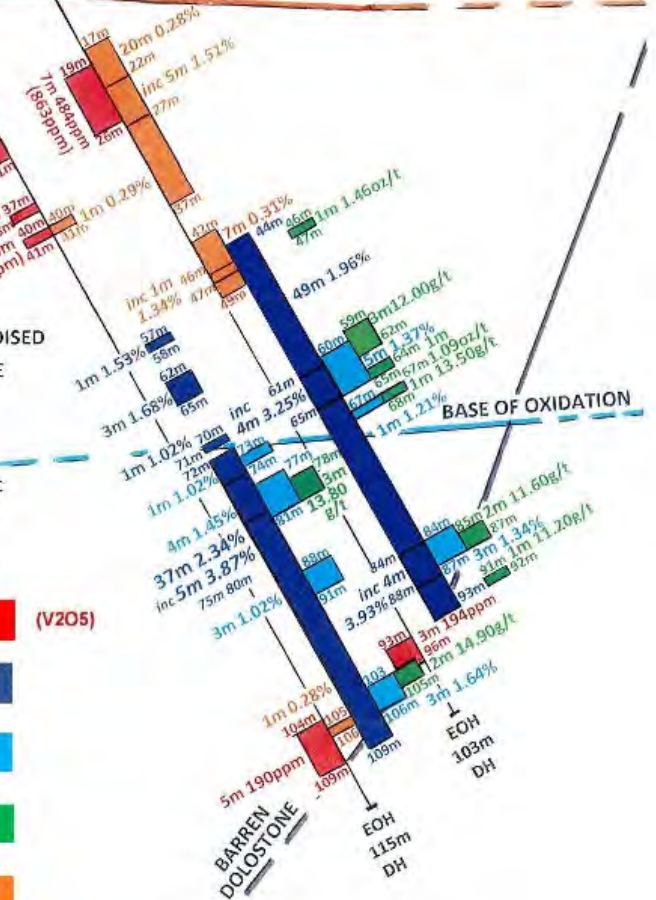 17m
20m 0.28%
22m
inc 5m 1.51%
27m
19m
7m 484ppm
(863ppm)
26m
37m
37m
40m
41m
40m
41m
1m 0.29%
42m
7m 0.31%
44m
46m
1m 1.46oz/t
47m
inc 1m
1.34%
46m
47m
49m
49m 1.96%
57m
1m 1.53%
58m
62m
3m 1.68%
65m
59m
3m12.00g/t
60m
62m
5m 1.37%
64m 1m
65m
67m
1.09oz/t
1m 13.50g/t
68m
67m
1m 1.21%
61m
inc
4m 3.25%
65m
BASE OF OXIDATION
1m 1.02%
70m
71m
72m
73m
74m
1m 1.02%
77m
78m
3m
13.80
g/t
81m
4m 1.45%
37m 2.34%
inc 5m 3.87%
75m 80m
88m
91m
3m 1.02%
84m
85m
2m 11.60g/t
87m
87m
3m 1.34%
91m
1m 11.20g/t
92m
84m
inc 4m
3.93%
88m
93m
93m
3m 194ppm
96m
2m 14.90g/t
103
105m
106m
3m 1.64%
1m 0.28%
104m
105
106
5m 190ppm
109m
109m
EOH
103m
DH
EOH
115m
DH
BARREN
DOLOSTONE
(V2O5)